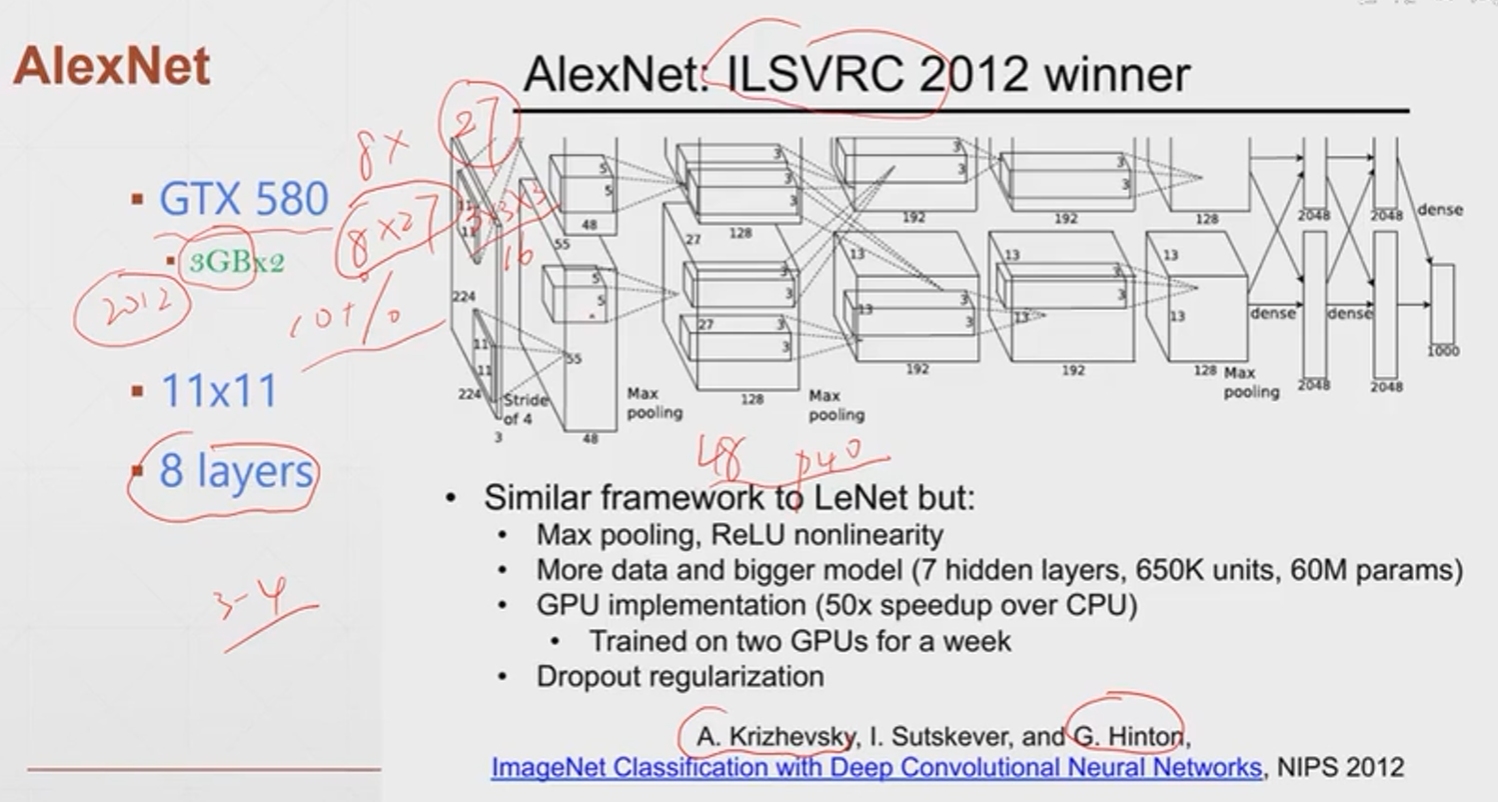 AlexNet
AlexNet: ILSVRC 2012 winner
GTX 580
3GBx2
11x11
8 layers
8x
27
8x27
3x3x3
16
2012
10+%
3-4
48 P40
11
11
224
11
11
224
3
Stride
of 4
5
5
48
55
5
5
55
48
Max
pooling
3
3
3
128
27
3
3
27
3
3
128
Max
pooling
3
3
192
13
3
3
13
192
3
3
192
13
3
3
13
192
128
13
13
128
Max
pooling
2048
2048
dense
dense
dense
2048
2048
1000
Similar framework to LeNet but:
Max pooling, ReLU nonlinearity
More data and bigger model (7 hidden layers, 650K units, 60M params)
GPU implementation (50x speedup over CPU)
Trained on two GPUs for a week
Dropout regularization
A. Krizhevsky, I. Sutskever, and G. Hinton,
ImageNet Classification with Deep Convolutional Neural Networks, NIPS 2012